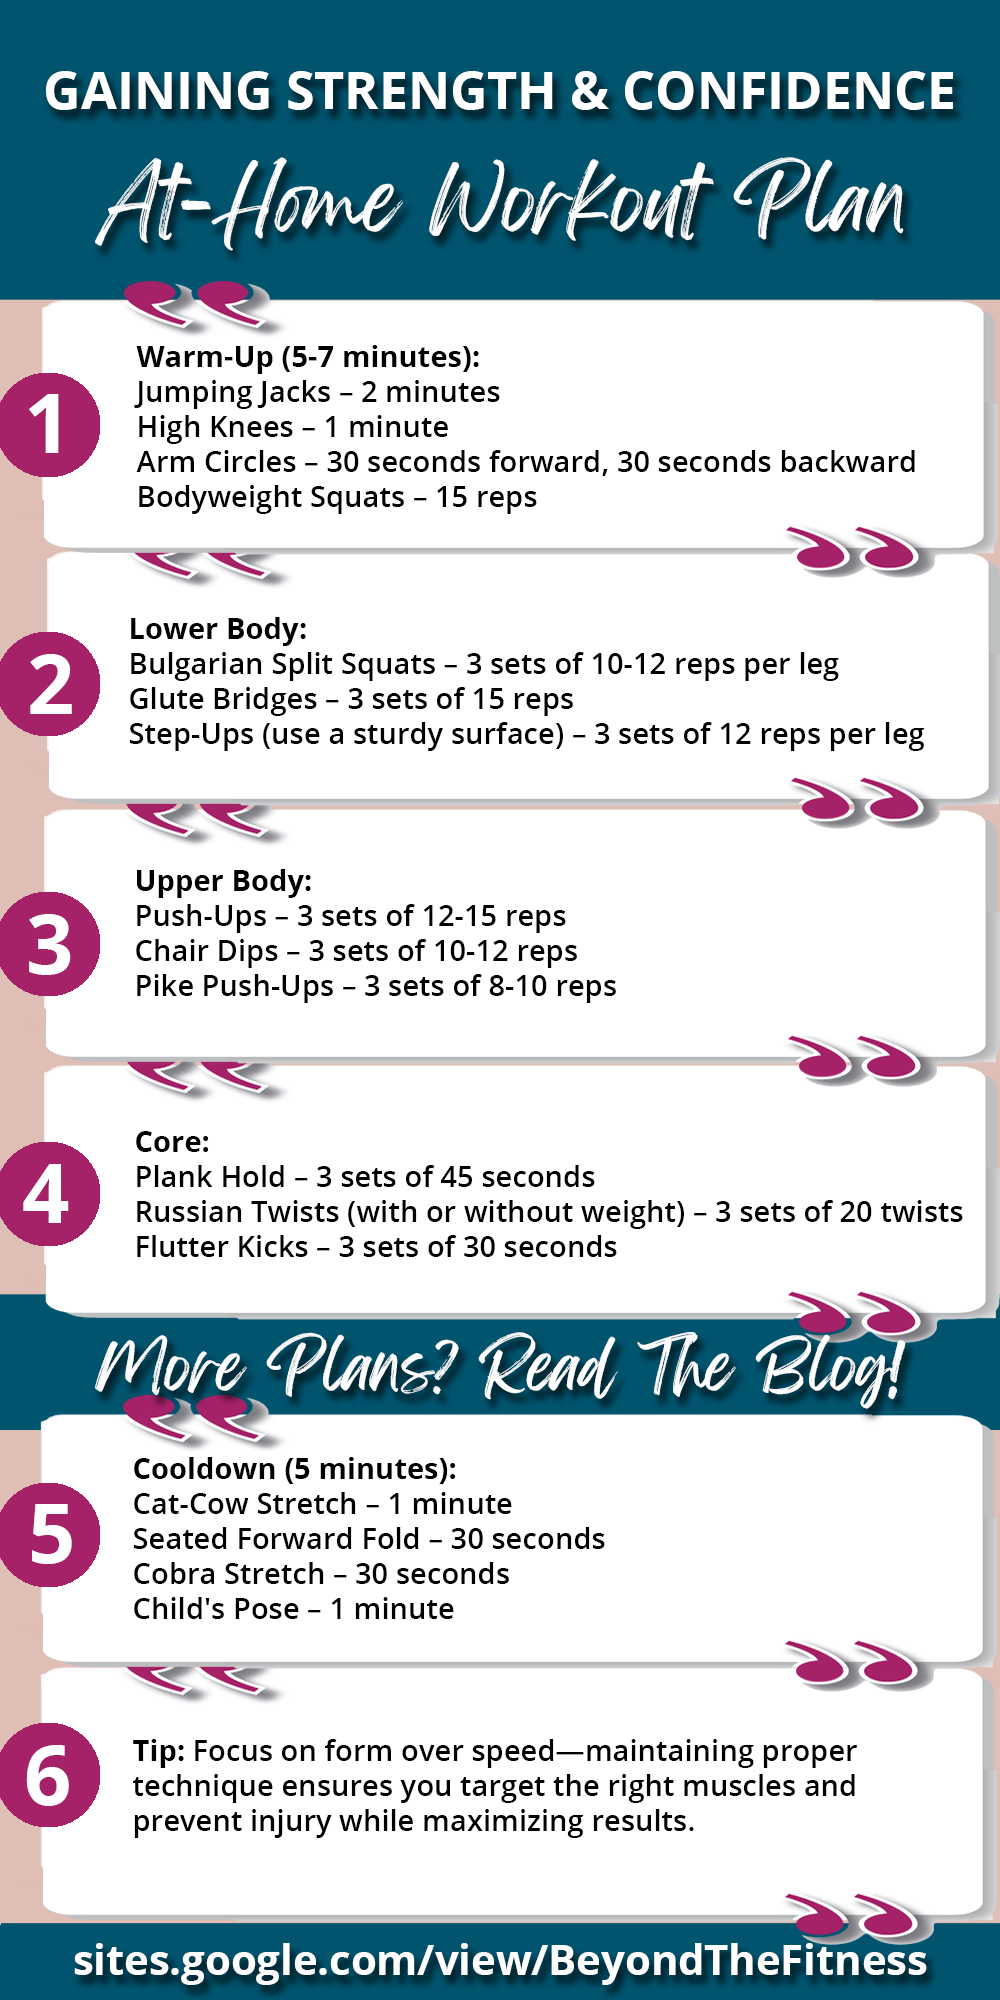 GAINING STRENGTH & CONFIDENCE
At-Home Workout Plan
1
Warm-Up (5-7 minutes):
Jumping Jacks – 2 minutes
High Knees – 1 minute
Arm Circles – 30 seconds forward, 30 seconds backward
Bodyweight Squats – 15 reps
2
Lower Body:
Bulgarian Split Squats – 3 sets of 10-12 reps per leg
Glute Bridges – 3 sets of 15 reps
Step-Ups (use a sturdy surface) – 3 sets of 12 reps per leg
3
Upper Body:
Push-Ups – 3 sets of 12-15 reps
Chair Dips – 3 sets of 10-12 reps
Pike Push-Ups – 3 sets of 8-10 reps
4
Core:
Plank Hold – 3 sets of 45 seconds
Russian Twists (with or without weight) – 3 sets of 20 twists
Flutter Kicks – 3 sets of 30 seconds
More Plans? Read The Blog!
5
Cooldown (5 minutes):
Cat-Cow Stretch – 1 minute
Seated Forward Fold – 30 seconds
Cobra Stretch – 30 seconds
Child's Pose – 1 minute
6
Tip: Focus on form over speed—maintaining proper
technique ensures you target the right muscles and
prevent injury while maximizing results.
sites.google.com/view/BeyondTheFitness